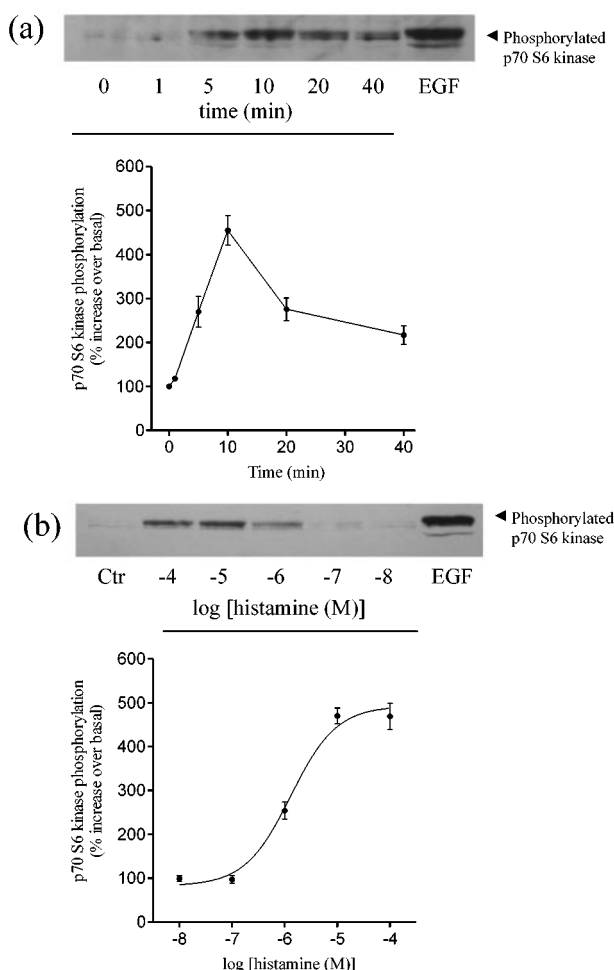 (a)
Phosphorylated
p70 S6 kinase
0 1 5 10 20 40 EGF
time (min)
p70 S6 kinase phosphorylation
(% increase over basal)
600
500
400
300
200
100
0
0 10 20 30 40
Time (min)
(b)
Phosphorylated
p70 S6 kinase
Ctr -4 -5 -6 -7 -8 EGF
log [histamine (M)]
p70 S6 kinase phosphorylation
(% increase over basal)
600
500
400
300
200
100
0
-8 -7 -6 -5 -4
log [histamine (M)]